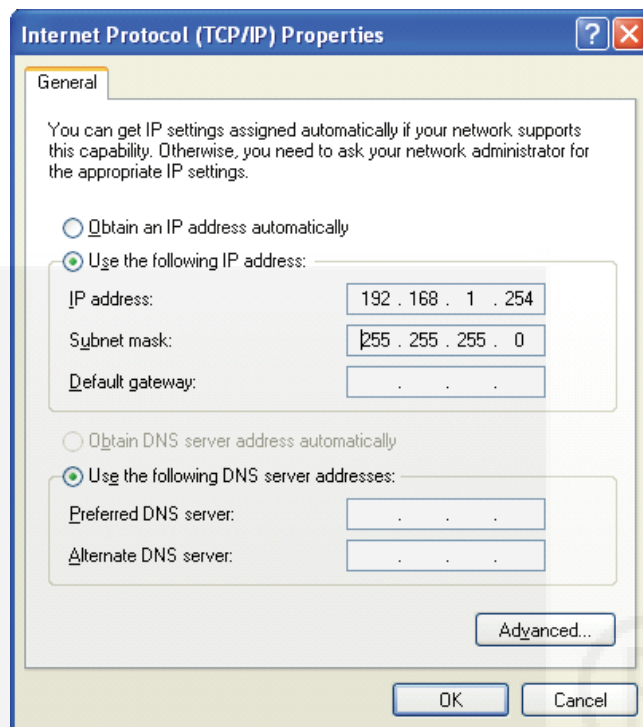 Internet Protocol (TCP/IP) Properties
General
You can get IP settings assigned automatically if your network supports
this capability. Otherwise, you need to ask your network administrator for
the appropriate IP settings.
Obtain an IP address automatically
Use the following IP address:
IP address: 192 . 168 . 1 . 254
Subnet mask: 255 . 255 . 255 . 0
Default gateway: . . .
Obtain DNS server address automatically
Use the following DNS server addresses:
Preferred DNS server: . . .
Alternate DNS server: . . .
Advanced...
OK Cancel